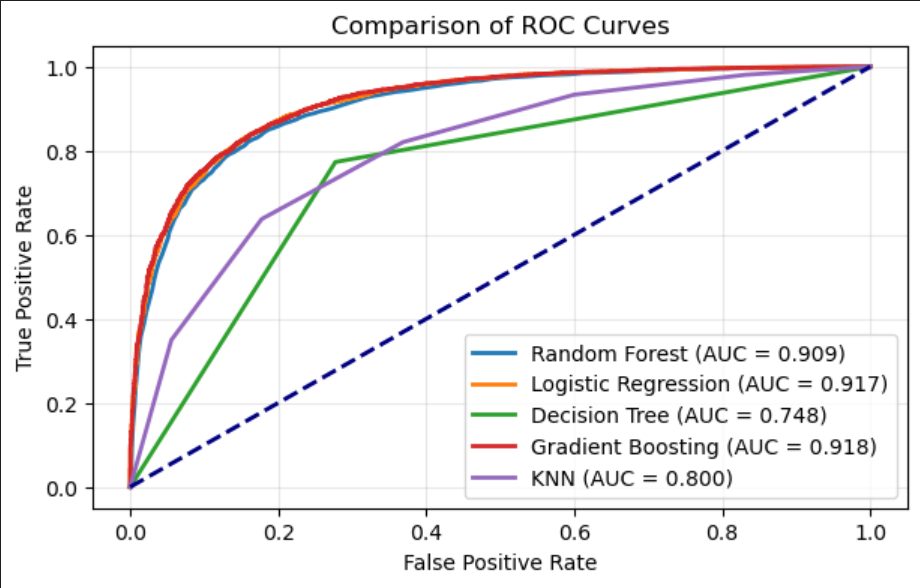 Comparison of ROC Curves
True Positive Rate
1.0
0.8
0.6
0.4
0.2
0.0
Random Forest (AUC = 0.909)
Logistic Regression (AUC = 0.917)
Decision Tree (AUC = 0.748)
Gradient Boosting (AUC = 0.918)
KNN (AUC = 0.800)
0.0 0.2 0.4 0.6 0.8 1.0
False Positive Rate